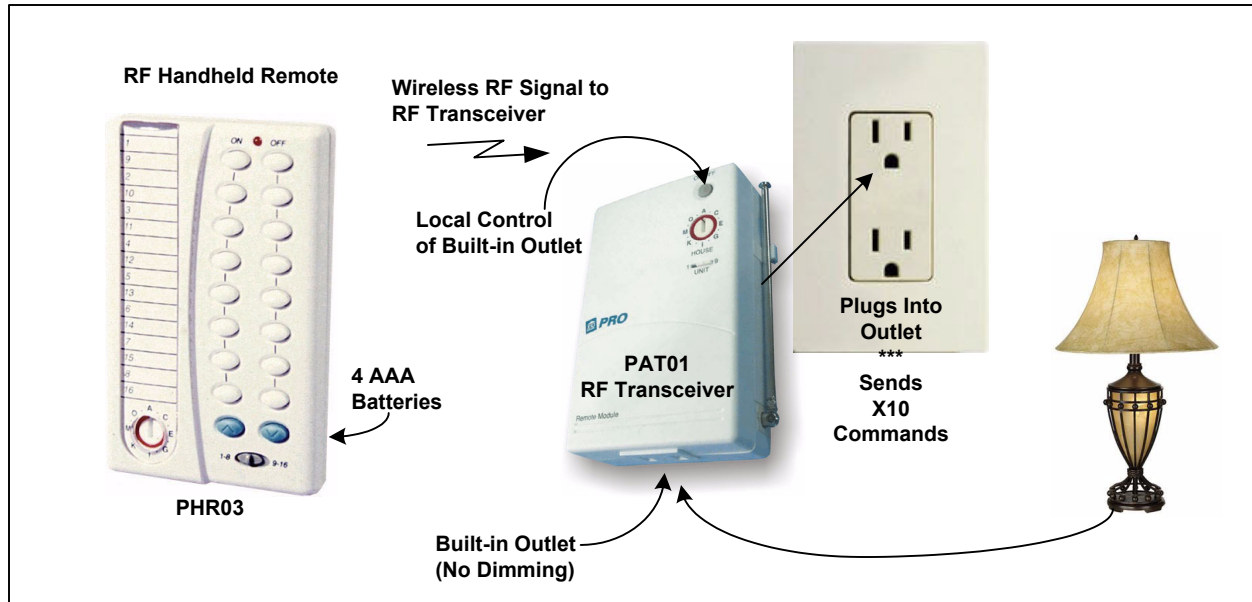 RF Handheld Remote
1
9
2
10
3
11
4
12
5
13
6
14
7
15
8
16
ON OFF
A
C
E
G
I
K
M
O
1-8 9-16
PHR03
4 AAA
Batteries
Wireless RF Signal to
RF Transceiver
Local Control
of Built-in Outlet
A
C
E
G
I
K
M
O
HOUSE
1 9
UNIT
PRO
PAT01
RF Transceiver
Remote Module
Built-in Outlet
(No Dimming)
Plugs Into
Outlet
***
Sends
X10
Commands